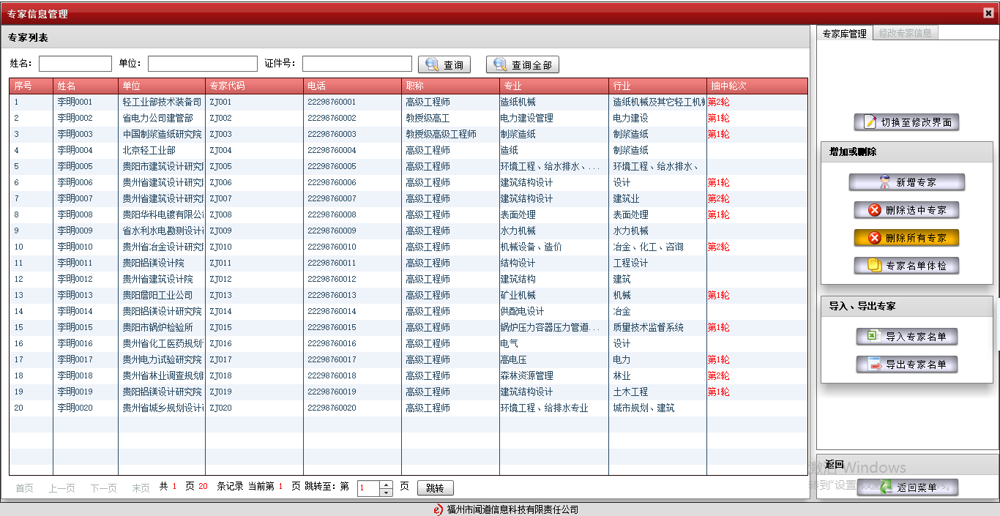 专家信息管理
专家列表
专家库管理 修改专家信息
姓名: 单位: 证件号: 查询 查询全部
序号 姓名 单位 专家代码 电话 职称 专业 行业 抽中轮次
1 李明0001 轻工业部技术装备司 ZJ001 22298760001 高级工程师 造纸机械 造纸机械及其它轻工机械 第2轮
2 李明0002 省电力公司建管部 ZJ002 22298760002 教授级高工 电力建设管理 电力建设 第1轮
3 李明0003 中国制浆造纸研究院 ZJ003 22298760003 教授级高级工程师 制浆造纸 制浆造纸 第1轮
4 李明0004 北京轻工业部 ZJ004 22298760004 高级工程师 造纸 制浆造纸
5 李明0005 贵阳市建筑设计研究院 ZJ005 22298760005 高级工程师 环境工程、给水排水、... 环境工程、给水排水、
6 李明0006 贵州省建筑设计研究院 ZJ006 22298760006 高级工程师 建筑结构设计 设计 第1轮
7 李明0007 贵州省建筑设计研究院 ZJ007 22298760007 高级工程师 建筑结构设计 建筑业 第2轮
8 李明0008 贵阳华科电镀有限公 ZJ008 22298760008 高级工程师 表面处理 表面处理 第1轮
9 李明0009 省水利水电勘测设计 ZJ009 22298760009 高级工程师 水力机械 水力机械
10 李明0010 贵州省冶金设计研究院 ZJ010 22298760010 高级工程师 机械设备、造价 冶金、化工、咨询 第2轮
11 李明0011 贵阳铝镁设计院 ZJ011 22298760011 高级工程师 结构设计 工程设计
12 李明0012 贵州省建筑设计院 ZJ012 22298760012 高级工程师 建筑结构 建筑
13 李明0013 贵阳詹阳工业公司 ZJ013 22298760013 高级工程师 矿业机械 机械 第1轮
14 李明0014 贵阳铝镁设计研究院 ZJ014 22298760014 高级工程师 供配电设计 冶金
15 李明0015 贵阳市锅炉检验所 ZJ015 22298760015 高级工程师 锅炉压力容器压力管道... 质量技术监督系统 第1轮
16 李明0016 贵州省化工医药规划 ZJ016 22298760016 高级工程师 电气 设计
17 李明0017 贵州电力试验研究院 ZJ017 22298760017 高级工程师 高电压 电力 第1轮
18 李明0018 贵州省林业调查规划 ZJ018 22298760018 高级工程师 森林资源管理 林业 第2轮
19 李明0019 贵阳铝镁设计研究院 ZJ019 22298760019 高级工程师 建筑结构设计 土木工程 第1轮
20 李明0020 贵州省城乡规划设计 ZJ020 22298760020 高级工程师 环境工程、给排水专业 城市规划、建筑
首页 上一页 下一页 末页 共 1 页 20 条记录 当前第 1 页 跳转至: 第 1 页 跳转
切换至修改界面
增加或删除
新增专家
删除选中专家
删除所有专家
专家名单体检
导入、导出专家
导入专家名单
导出专家名单
返回
激活 Windows
转到"设置"以激
返回菜单
福州市闻道信息科技有限责任公司